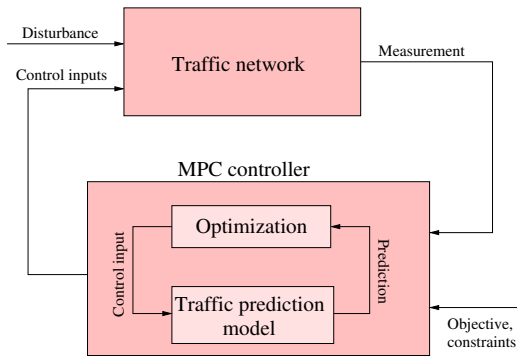 Disturbance
Traffic network
Measurement
Control inputs
MPC controller
Optimization
Control input
Prediction
Traffic prediction
model
Objective,
constraints